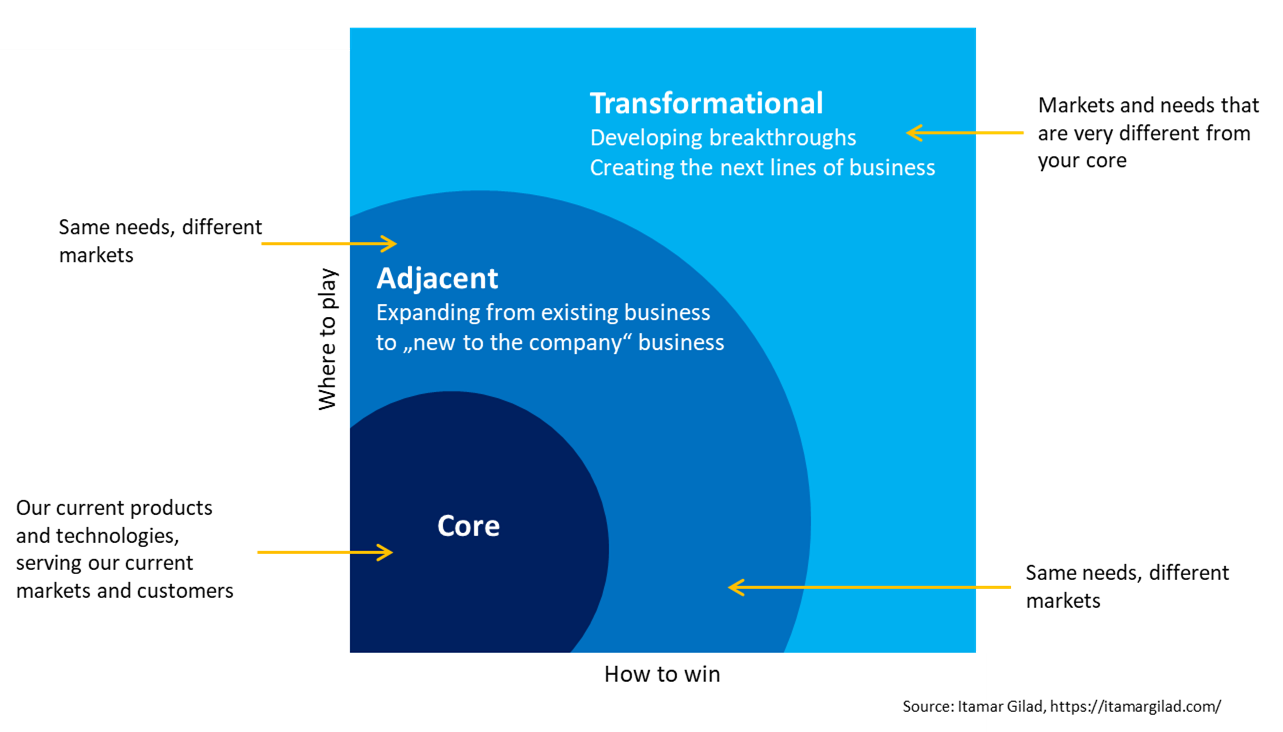 Transformational
Developing breakthroughs
Creating the next lines of business
Markets and needs that
are very different from
your core
Same needs, different
markets
Adjacent
Expanding from existing business
to „new to the company“ business
Where to play
Our current products
and technologies,
serving our current
markets and customers
Core
Same needs, different
markets
How to win
Source: Itamar Gilad, https://itamargilad.com/